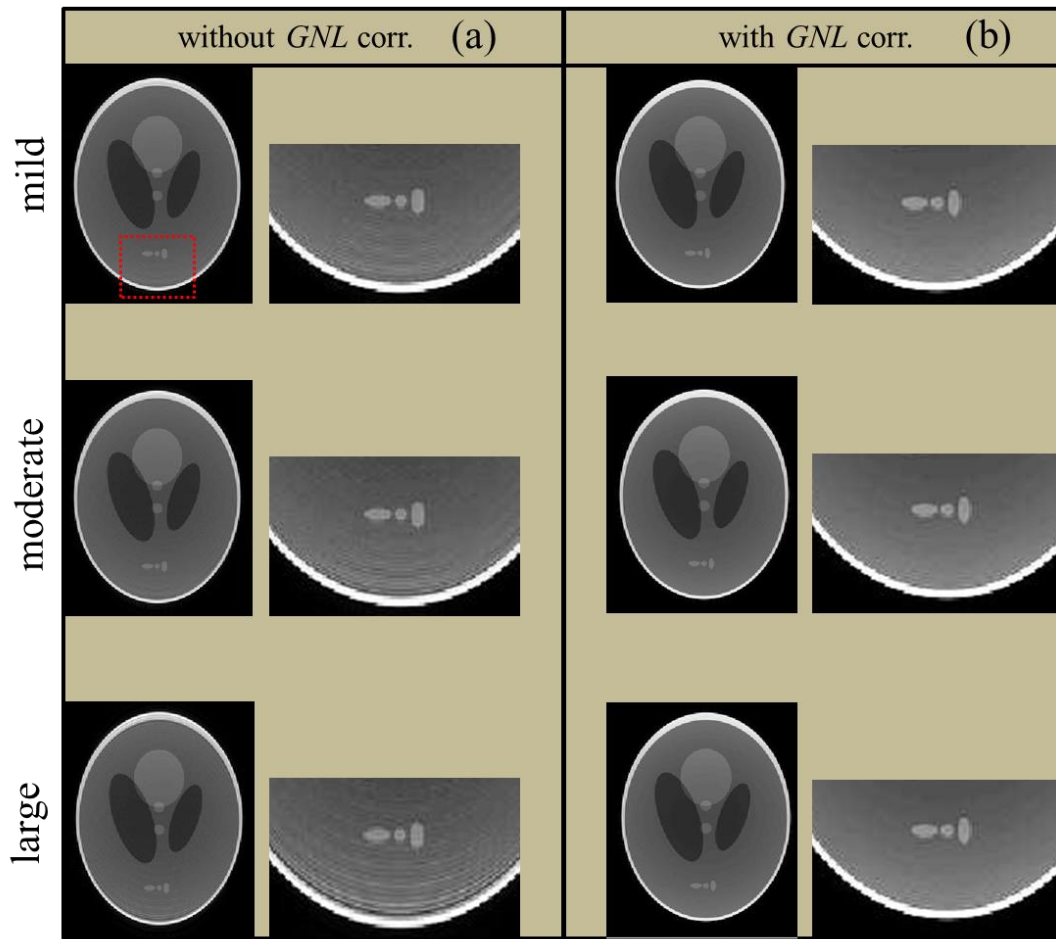 without GNL corr. (a)
with GNL corr. (b)
mild
moderate
large